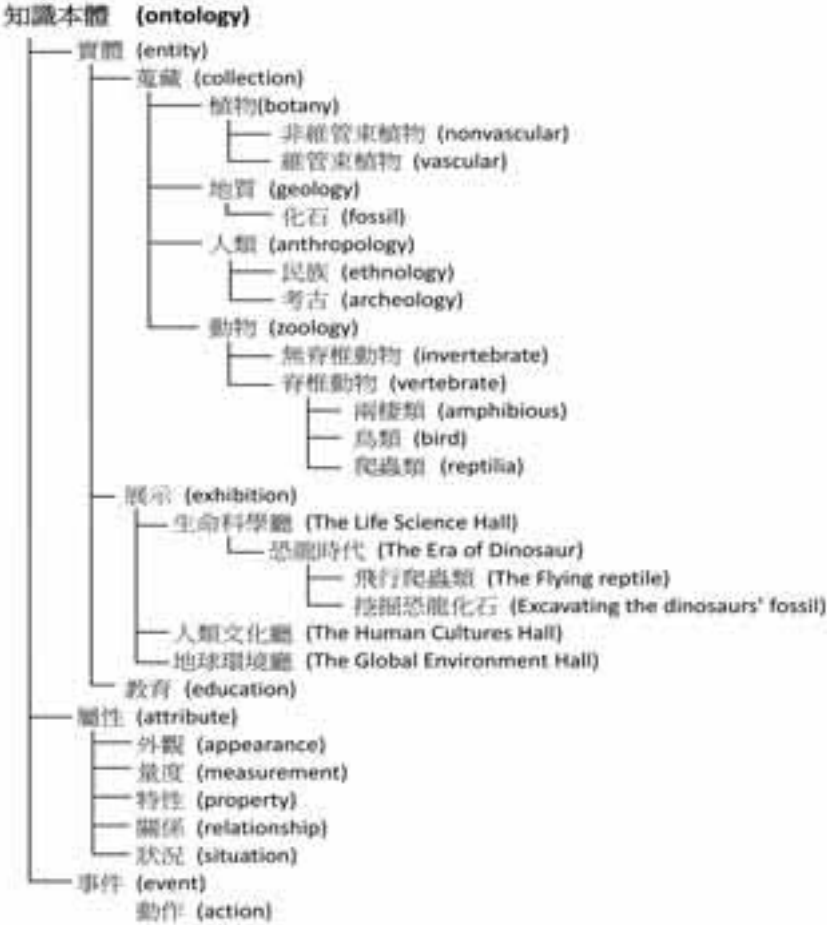 知識本體 (ontology)
實體 (entity)
蒐藏 (collection)
植物(botany)
非維管束植物 (nonvascular)
維管束植物 (vascular)
地質 (geology)
化石 (fossil)
人類 (anthropology)
民族 (ethnology)
考古 (archeology)
動物 (zoology)
無脊椎動物 (invertebrate)
脊椎動物 (vertebrate)
兩棲類 (amphibious)
鳥類 (bird)
爬蟲類 (reptilia)
展示 (exhibition)
生命科學廳 (The Life Science Hall)
恐龍時代 (The Era of Dinosaur)
飛行爬蟲類 (The Flying reptile)
挖掘恐龍化石 (Excavating the dinosaurs' fossil)
人類文化廳 (The Human Cultures Hall)
地球環境廳 (The Global Environment Hall)
教育 (education)
屬性 (attribute)
外觀 (appearance)
量度 (measurement)
特性 (property)
關係 (relationship)
狀況 (situation)
事件 (event)
動作 (action)